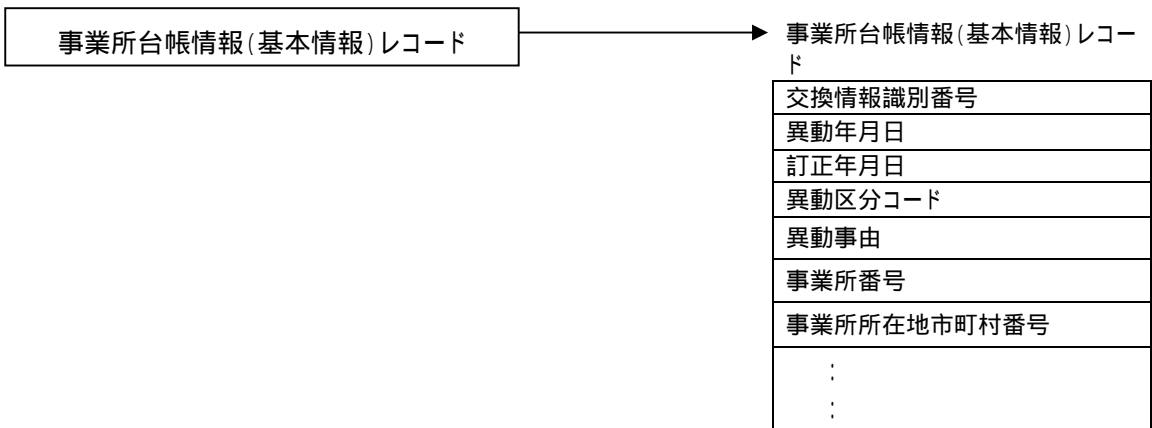 事業所台帳情報(基本情報)レコード
事業所台帳情報(基本情報)レコー
ド
交換情報識別番号
異動年月日
訂正年月日
異動区分コード
異動事由
事業所番号
事業所所在地市町村番号
:
: